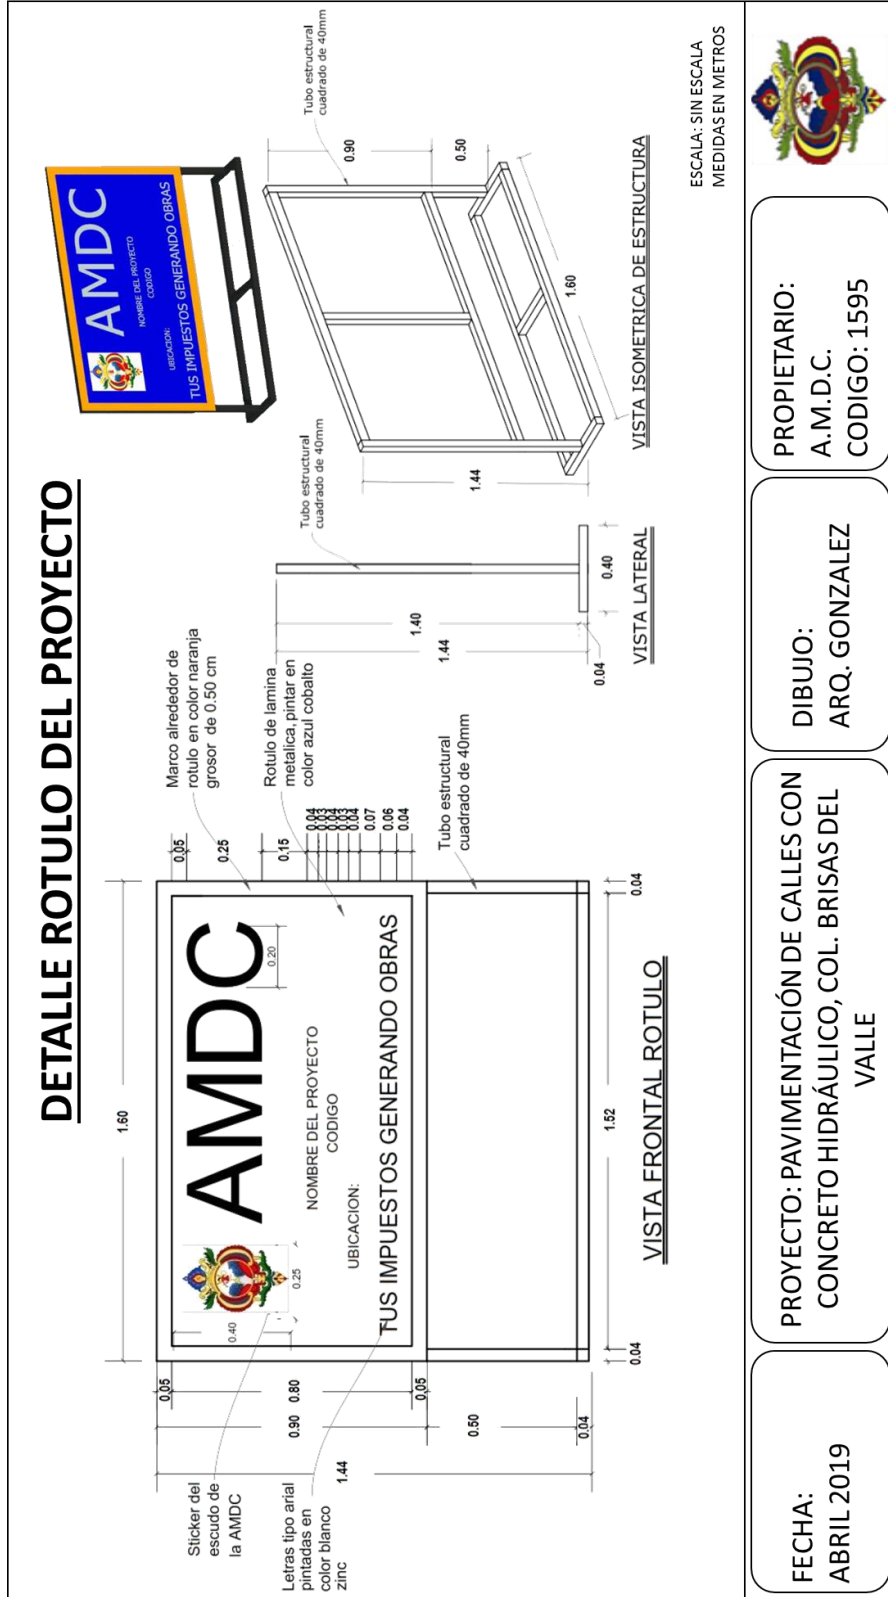 DETALLE ROTULO DEL PROYECTO
AMDC
NOMBRE DEL PROYECTO
CODIGO
UBICACION:
TUS IMPUESTOS GENERANDO OBRAS
Sticker del
escudo de
la AMDC
Letras tipo arial
pintadas en
color blanco
zinc
1.44
0.90
0.50
0.04
0.05
0.80
0.05
1.60
AMDC
0.40
0.25
0.20
NOMBRE DEL PROYECTO
CODIGO
UBICACION:
TUS IMPUESTOS GENERANDO OBRAS
0.04
1.52
0.04
VISTA FRONTAL ROTULO
0.05
0.25
0.15
0.04
0.03
0.04
0.03
0.04
0.07
0.06
0.04
Marco alrededor de
rotulo en color naranja
grosor de 0.50 cm
Rotulo de lamina
metalica, pintar en
color azul cobalto
Tubo estructural
cuadrado de 40mm
1.40
1.44
0.04
0.40
Tubo estructural
cuadrado de 40mm
VISTA LATERAL
Tubo estructural
cuadrado de 40mm
0.90
0.50
1.44
1.60
VISTA ISOMETRICA DE ESTRUCTURA
ESCALA: SIN ESCALA
MEDIDAS EN METROS
FECHA:
ABRIL 2019
PROYECTO: PAVIMENTACIÓN DE CALLES CON
CONCRETO HIDRÁULICO, COL. BRISAS DEL
VALLE
DIBUJO:
ARQ. GONZALEZ
PROPIETARIO:
A.M.D.C.
CODIGO: 1595